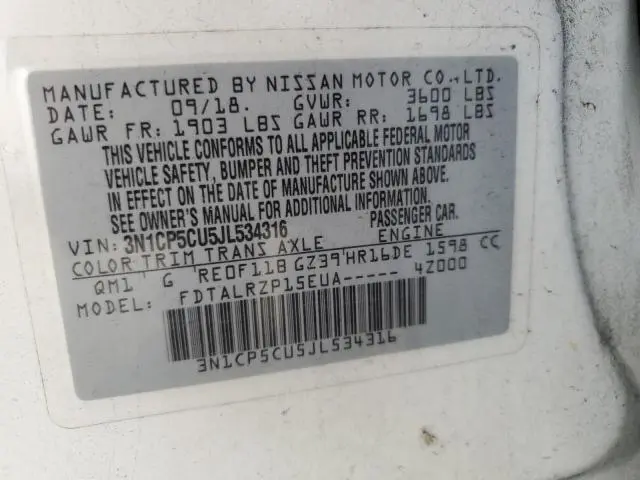 MANUFACTURED BY NISSAN MOTOR CO.,LTD.
DATE: 09/18. GVWR: 3600 LBS
GAWR FR: 1903 LBS GAWR RR: 1698 LBS
THIS VEHICLE CONFORMS TO ALL APPLICABLE FEDERAL MOTOR
VEHICLE SAFETY, BUMPER AND THEFT PREVENTION STANDARDS
IN EFFECT ON THE DATE OF MANUFACTURE SHOWN ABOVE.
SEE OWNER'S MANUAL FOR ADDITIONAL INFORMATION.
VIN: 3N1CP5CU5JL534316 PASSENGER CAR.
COLOR TRIM TRANS AXLE ENGINE
QM1 G RE0F11B GZ39 HR16DE 1598 CC
MODEL: FDTALRZP15EUA---- 4Z000
3N1CP5CU5JL534316